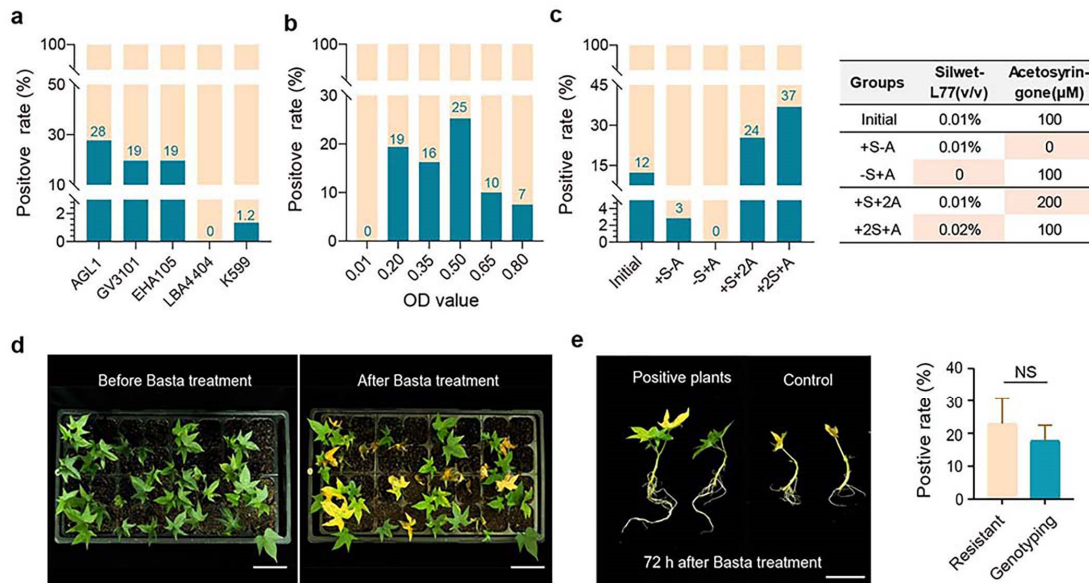 a
Positive rate (%)
100
50
30
10
2
0
28
19
19
0
1.2
AGL1
GV3101
EHA105
LBA4404
K599
b
Positove rate (%)
100
30
20
10
0
0
19
16
25
10
7
0.01
0.20
0.35
0.50
0.65
0.80
OD value
c
Positive rate (%)
100
45
30
15
4
2
0
12
3
0
24
37
Initial
+S-A
-S+A
+S+2A
+2S+A
Groups Silwet- Acetosyrin-
L77(v/v) gone(µM)
Initial 0.01% 100
+S-A 0.01% 0
-S+A 0 100
+S+2A 0.01% 200
+2S+A 0.02% 100
d
Before Basta treatment
After Basta treatment
e
Positive plants
Control
72 h after Basta treatment
Postive rate (%)
40
30
20
10
0
NS
Resistant
Genotyping